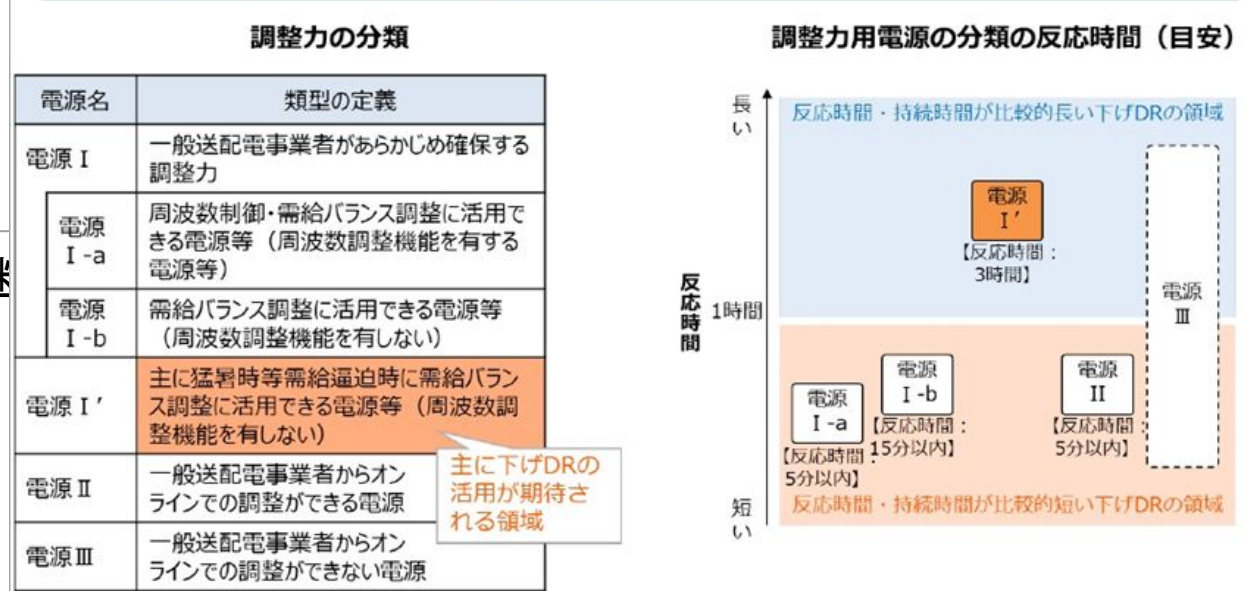 調整力の分類
電源名
類型の定義
電源Ⅰ
一般送配電事業者があらかじめ確保する
調整力
電源
Ⅰ-a
周波数制御・需給バランス調整に活用で
きる電源等（周波数調整機能を有する
電源等）
電源
Ⅰ-b
需給バランス調整に活用できる電源等
（周波数調整機能を有しない）
電源Ⅰ′
主に猛暑時等需給逼迫時に需給バラン
ス調整に活用できる電源等（周波数調
整機能を有しない）
主に下げDRの
活用が期待さ
れる領域
電源Ⅱ
一般送配電事業者からオン
ラインでの調整ができる電源
電源Ⅲ
一般送配電事業者からオン
ラインでの調整ができない電源
調整力用電源の分類の反応時間（目安）
長
い
反応時間・持続時間が比較的長い下げDRの領域
電源
Ⅰ′
【反応時間：
3時間】
反応時間
1時間
電源
Ⅲ
電源
Ⅰ-a
【反応時間：
5分以内】
電源
Ⅰ-b
【反応時間：
15分以内】
電源
II
【反応時間：
5分以内】
反応時間・持続時間が比較的短い下げDRの領域
短
い